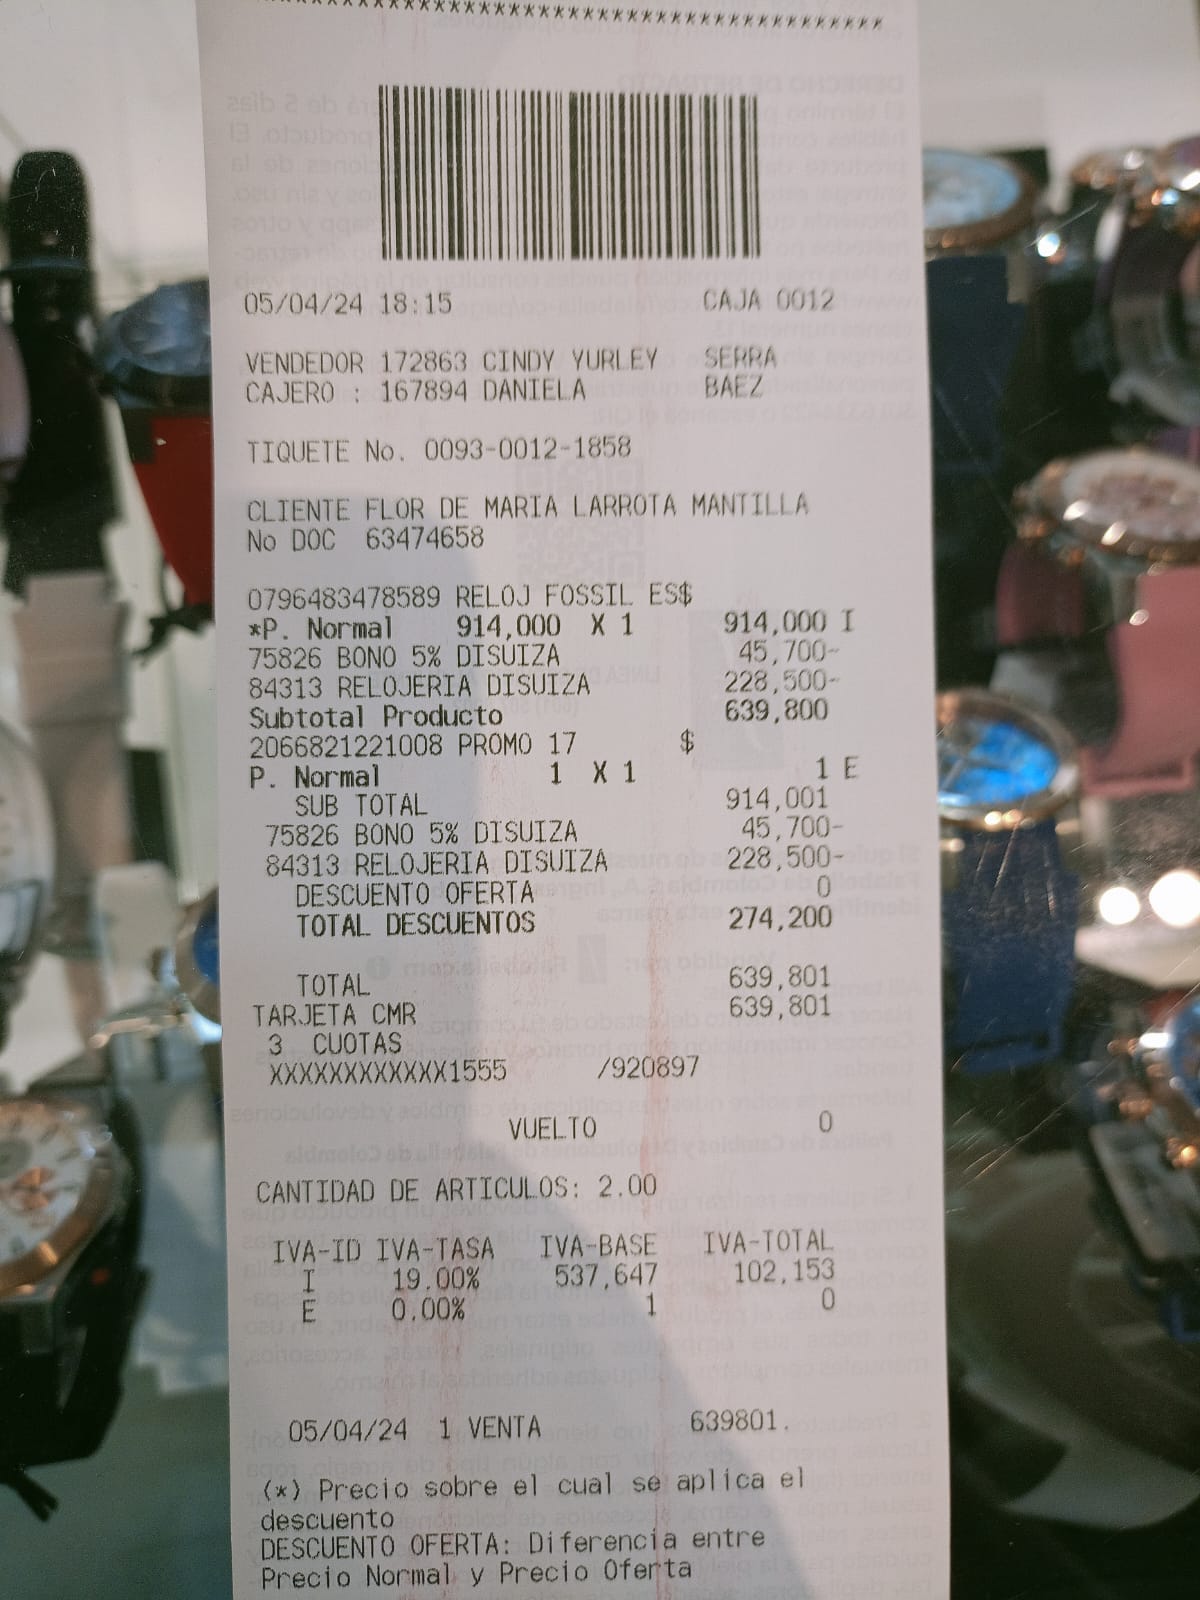 ****************************************
05/04/24 18:15 CAJA 0012
VENDEDOR 172863 CINDY YURLEY SERRA
CAJERO : 167894 DANIELA BAEZ
TIQUETE No. 0093-0012-1858
CLIENTE FLOR DE MARIA LARROTA MANTILLA
No DOC 63474658
0796483478589 RELOJ FOSSIL ES$
*P. Normal 914,000 X 1 914,000 I
75826 BONO 5% DISUIZA 45,700-
84313 RELOJERIA DISUIZA 228,500-
Subtotal Producto 639,800
2066821221008 PROMO 17 $
P. Normal 1 X 1 1 E
SUB TOTAL 914,001
75826 BONO 5% DISUIZA 45,700-
84313 RELOJERIA DISUIZA 228,500-
DESCUENTO OFERTA 0
TOTAL DESCUENTOS 274,200
TOTAL 639,801
TARJETA CMR 639,801
3 CUOTAS
XXXXXXXXXXXX1555 /920897
VUELTO 0
CANTIDAD DE ARTICULOS: 2.00
IVA-ID IVA-TASA IVA-BASE IVA-TOTAL
I 19.00% 537,647 102,153
E 0.00% 1 0
05/04/24 1 VENTA 639801.
(*) Precio sobre el cual se aplica el
descuento
DESCUENTO OFERTA: Diferencia entre
Precio Normal y Precio Oferta